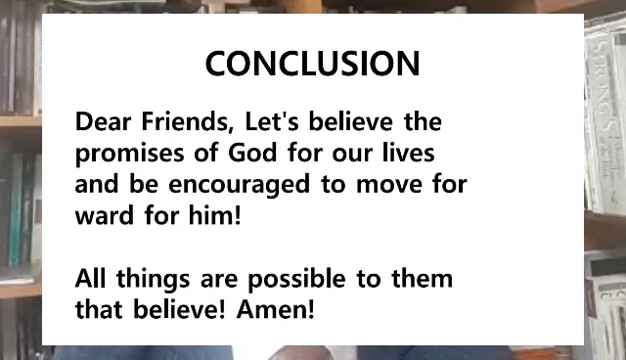 CONCLUSION
Dear Friends, Let's believe the
promises of God for our lives
and be encouraged to move for
ward for him!
All things are possible to them
that believe! Amen!
STRONG'S